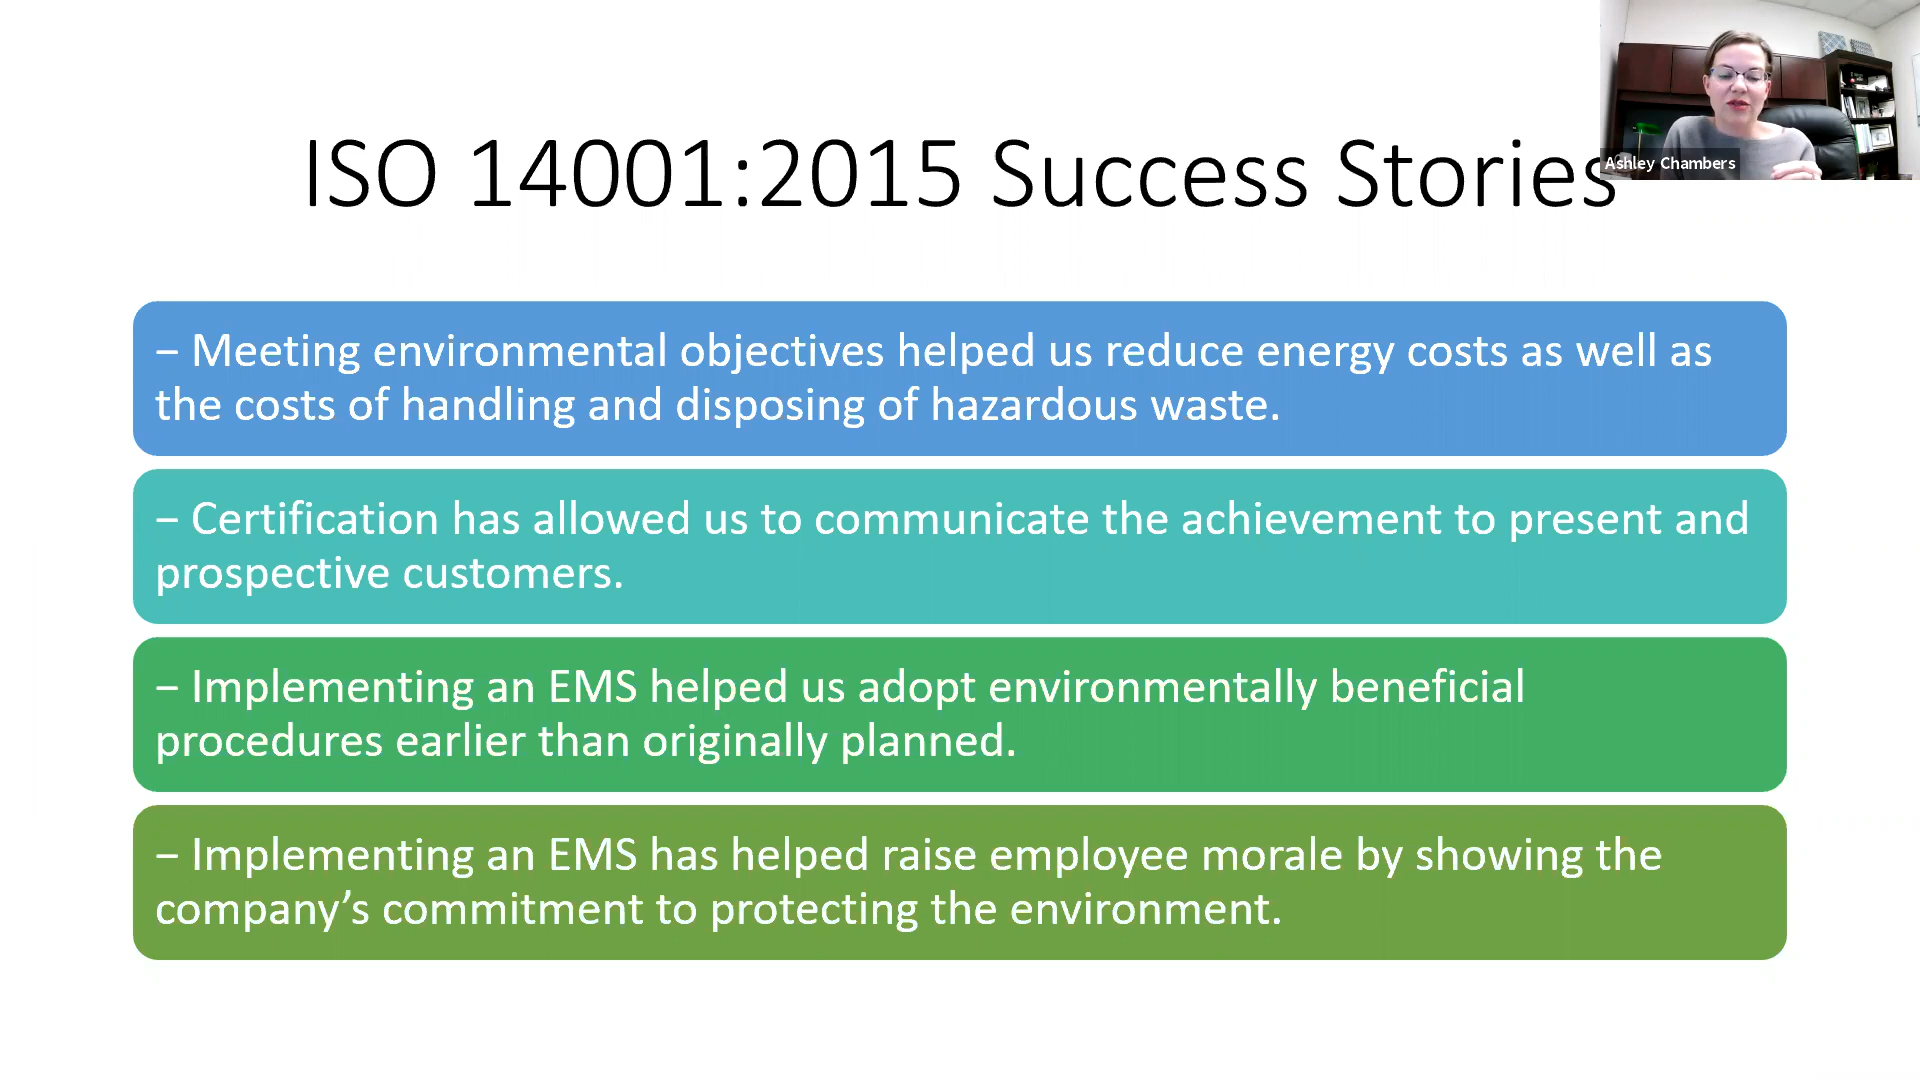 ISO 14001:2015 Success Stories
Ashley Chambers
– Meeting environmental objectives helped us reduce energy costs as well as
the costs of handling and disposing of hazardous waste.
– Certification has allowed us to communicate the achievement to present and
prospective customers.
– Implementing an EMS helped us adopt environmentally beneficial
procedures earlier than originally planned.
– Implementing an EMS has helped raise employee morale by showing the
company’s commitment to protecting the environment.